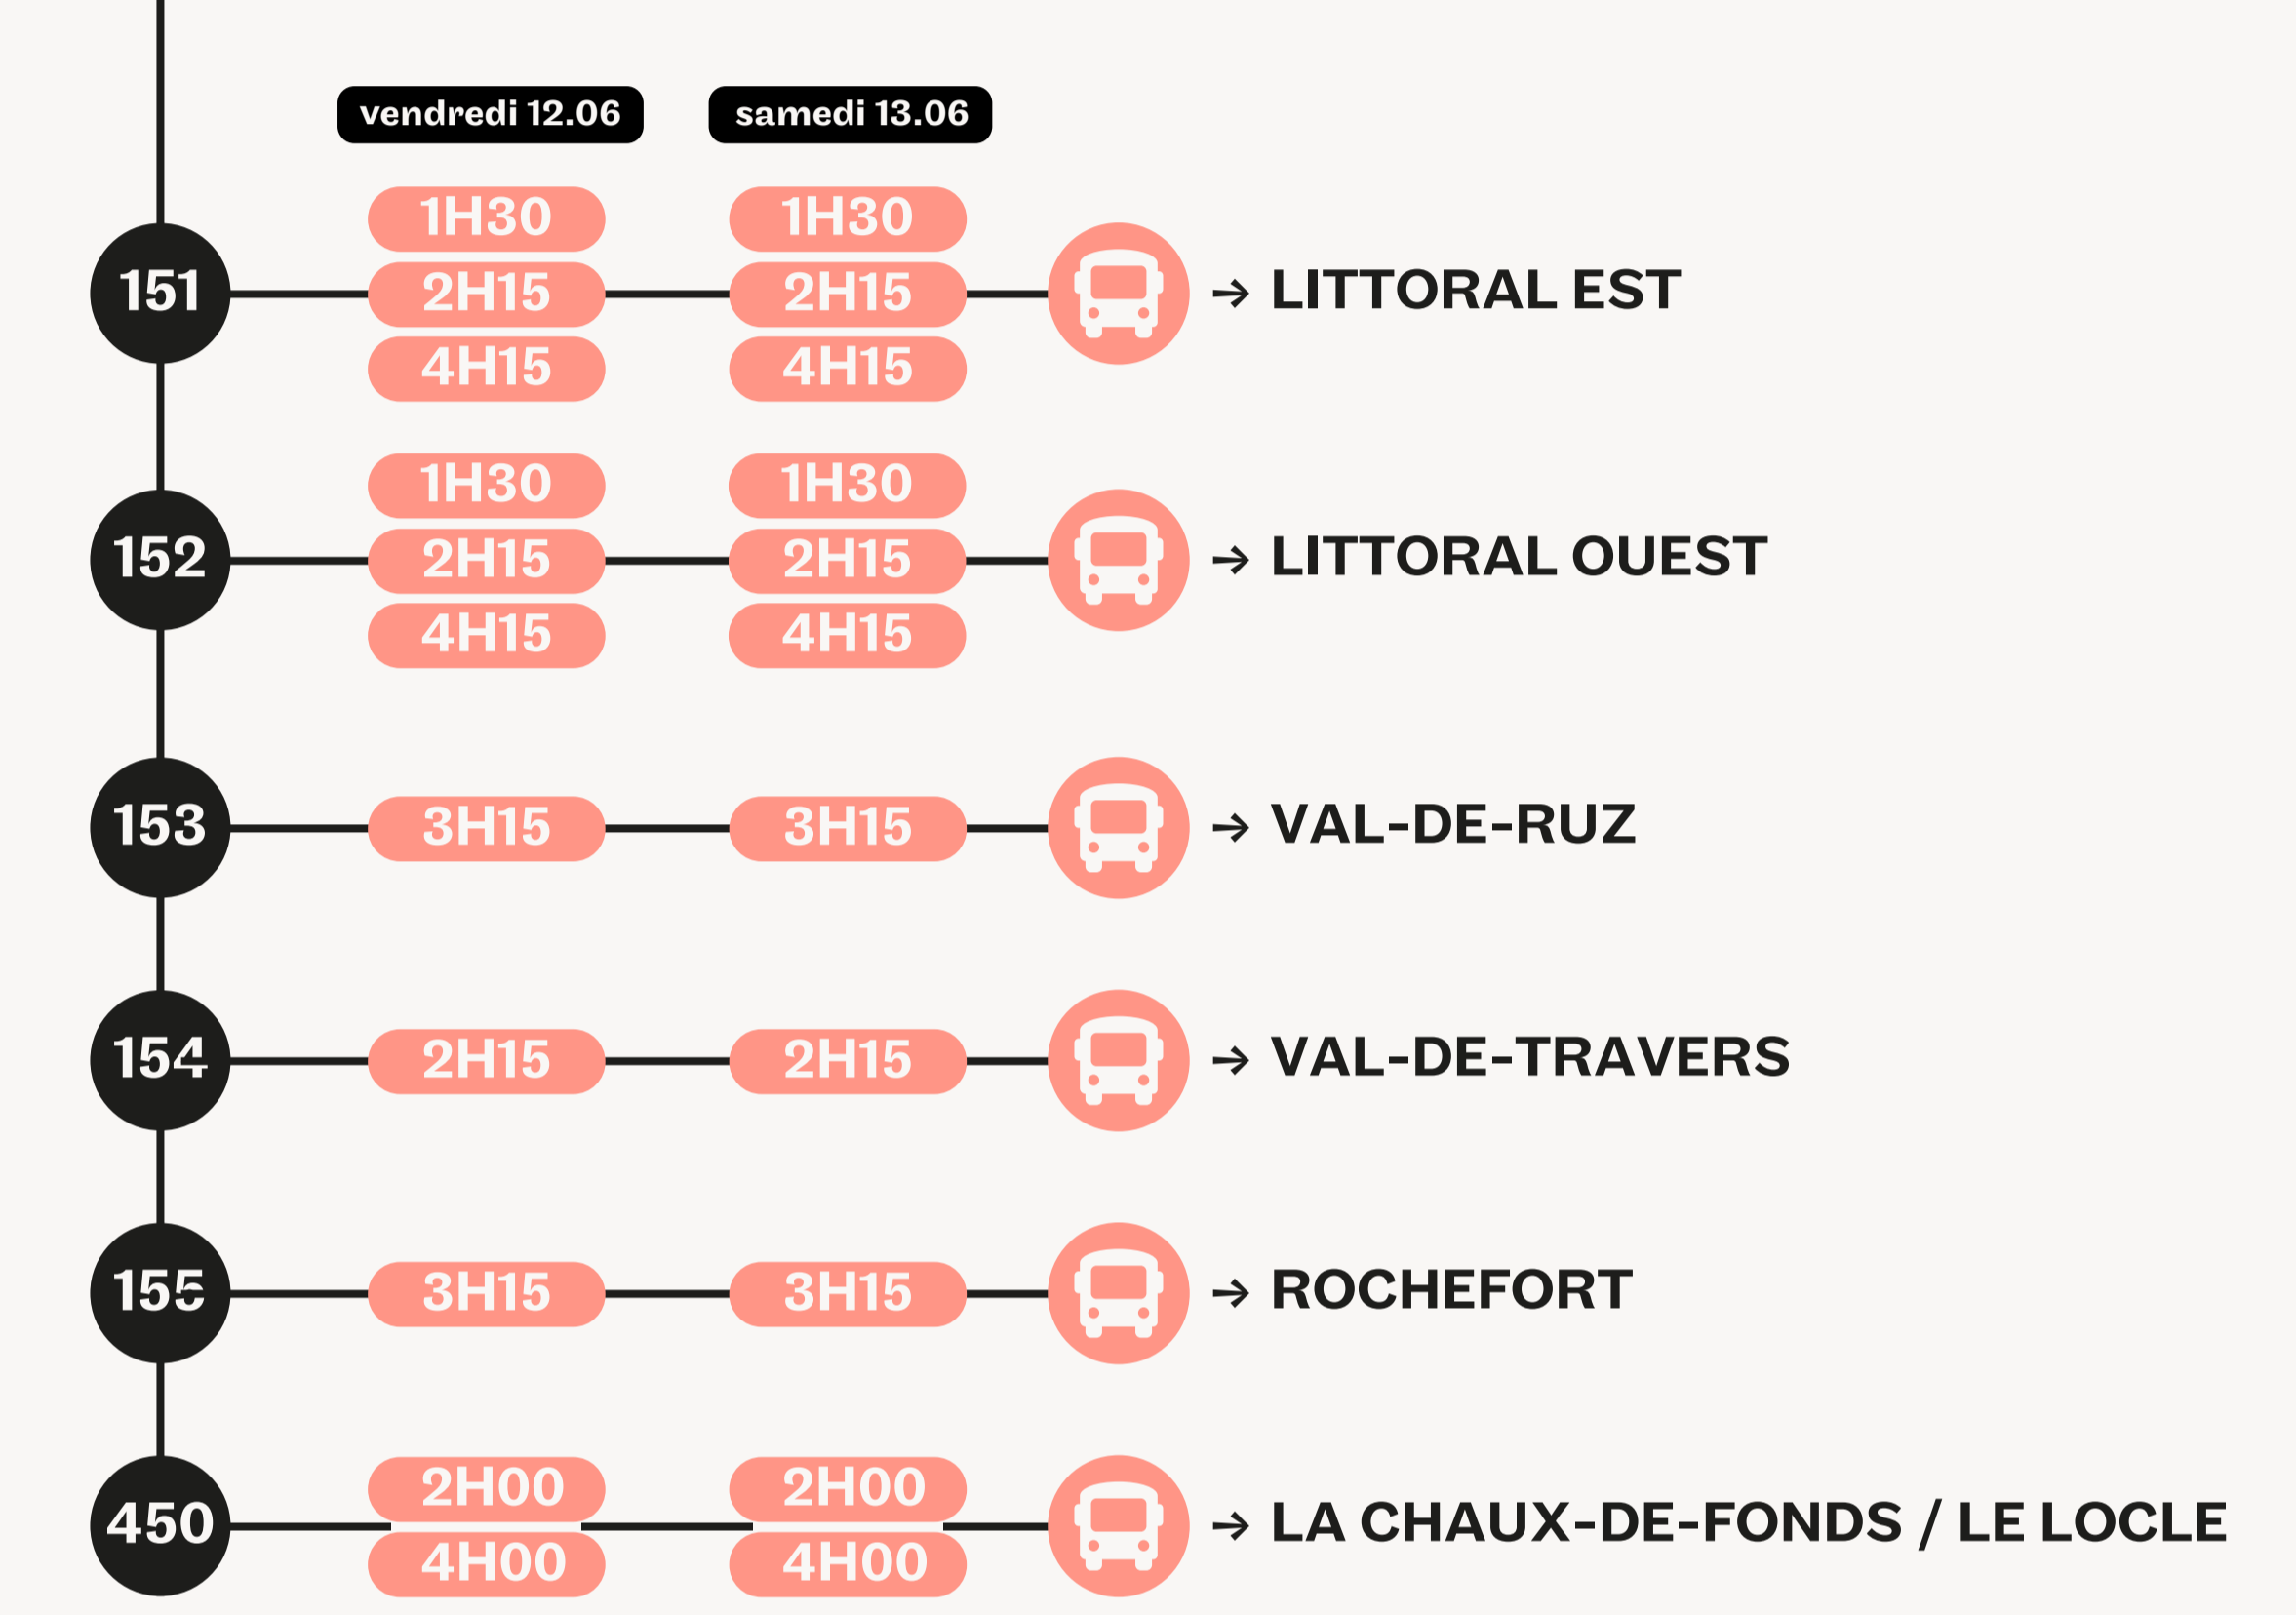 vendredi 12.06 samedi 13.06
1H30 1H30
151 2H15 2H15 → LITTORAL EST
4H15 4H15
1H30 1H30
152 2H15 2H15 → LITTORAL OUEST
4H15 4H15
153 3H15 3H15 → VAL-DE-RUZ
154 2H15 2H15 → VAL-DE-TRAVERS
155 3H15 3H15 → ROCHEFORT
2H00 2H00
450 → LA CHAUX-DE-FONDS / LE LOCLE
4H00 4H00